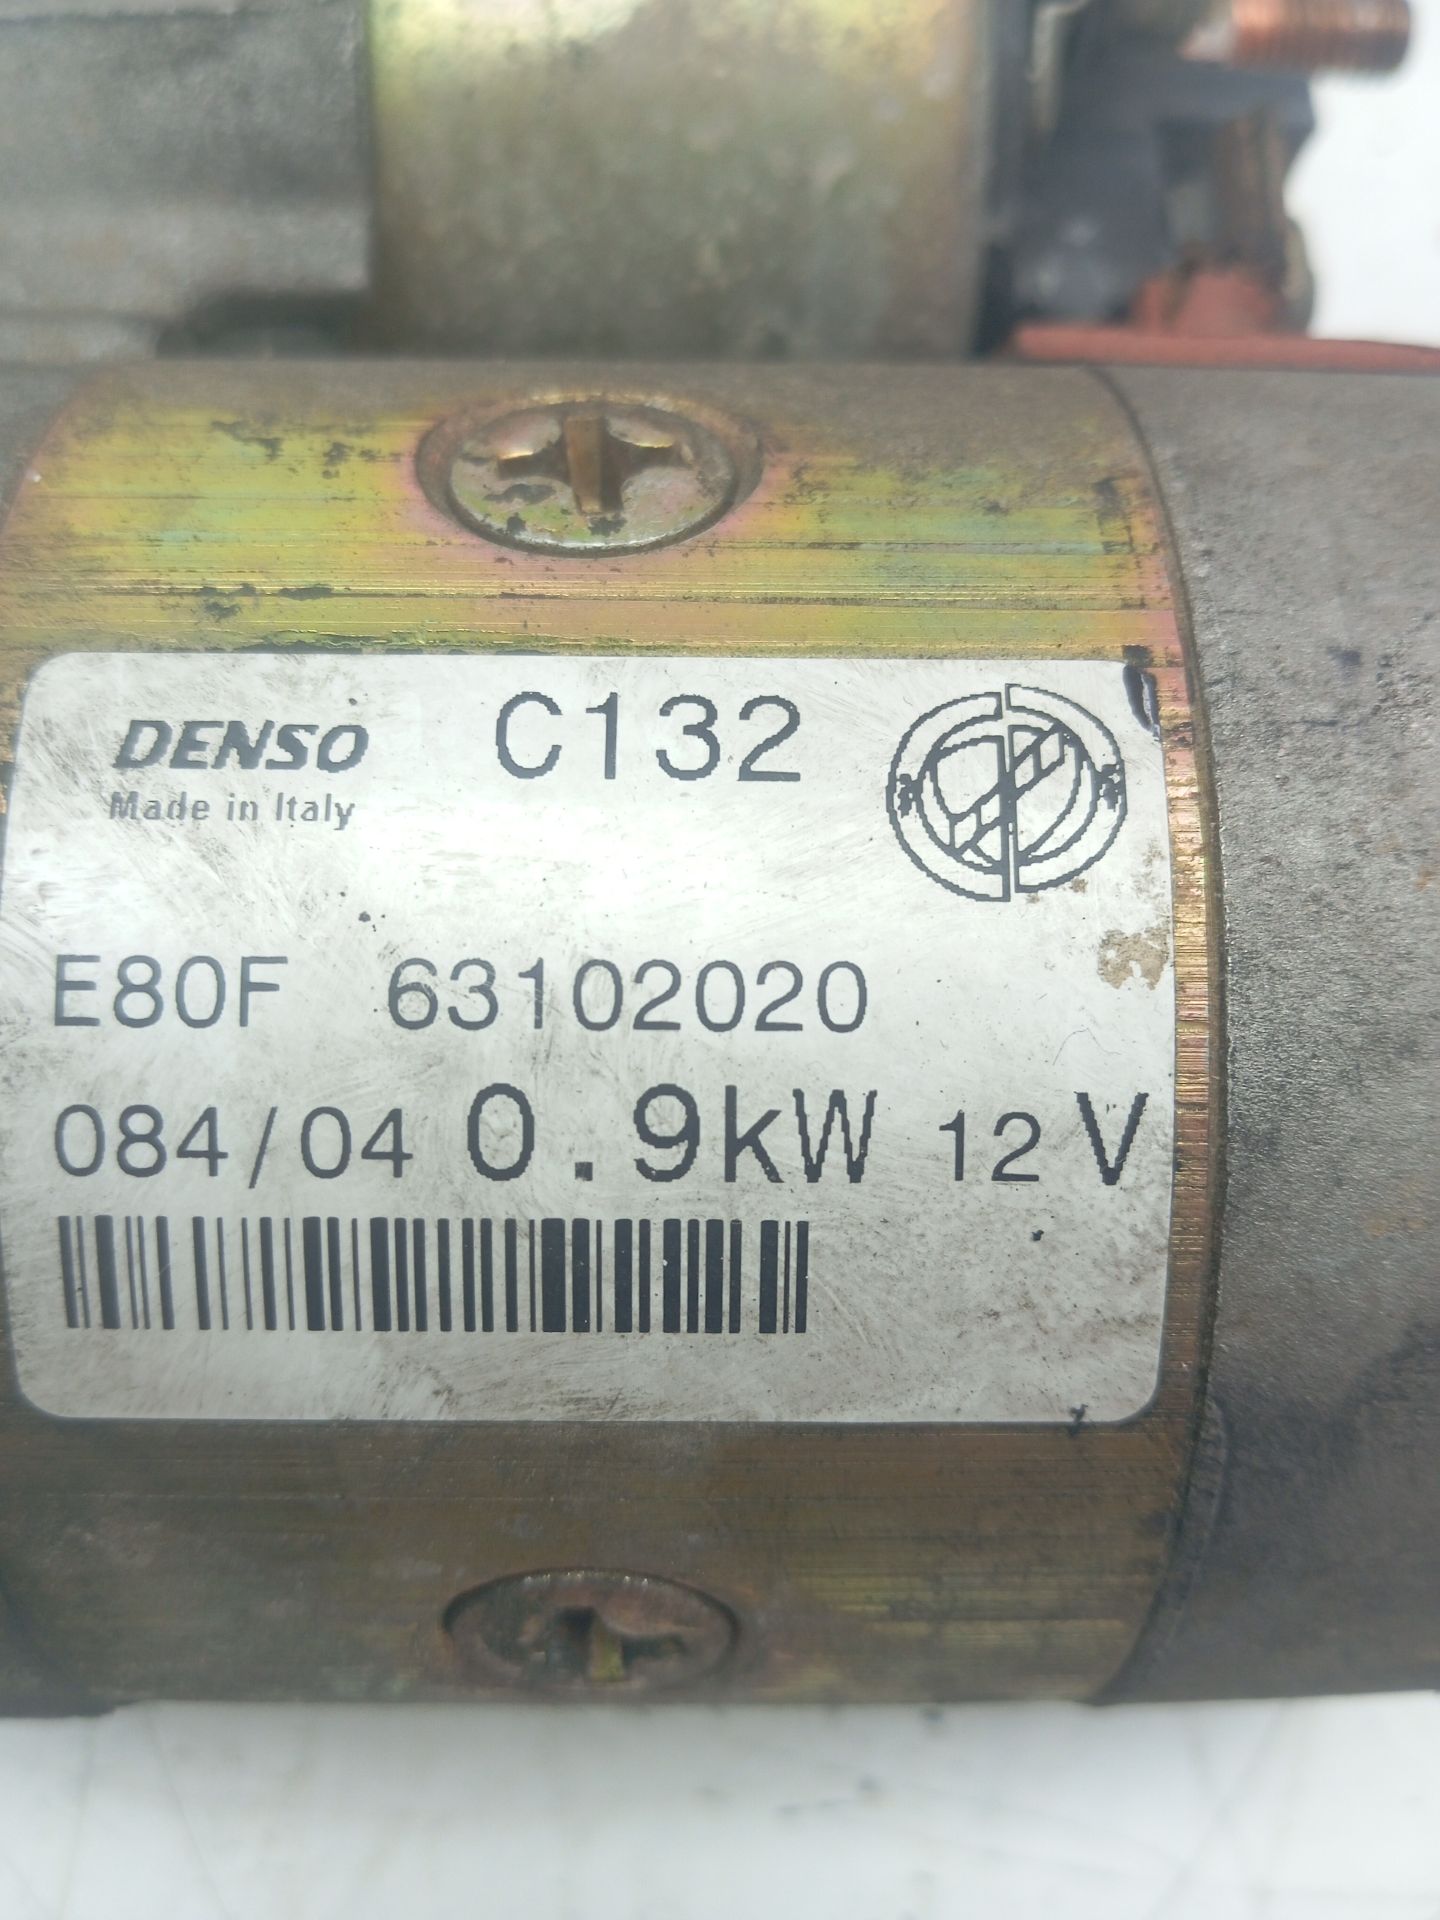 DENSO C132
Made in Italy
E80F 63102020
084/04 0.9kW 12 V